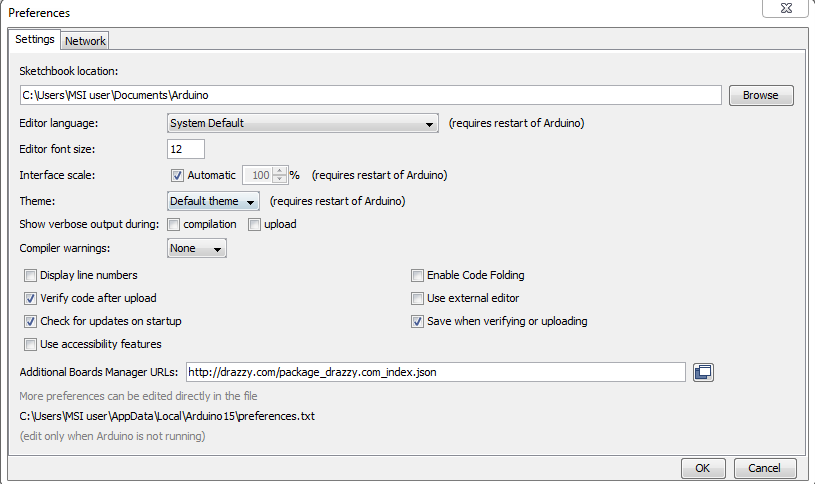 Preferences
Settings Network
Sketchbook location:
C:\Users\MSI user\Documents\Arduino Browse
Editor language: System Default (requires restart of Arduino)
Editor font size: 12
Interface scale: Automatic 100 % (requires restart of Arduino)
Theme: Default theme (requires restart of Arduino)
Show verbose output during: compilation upload
Compiler warnings: None
Display line numbers Enable Code Folding
Verify code after upload Use external editor
Check for updates on startup Save when verifying or uploading
Use accessibility features
Additional Boards Manager URLs: http://drazzy.com/package_drazzy.com_index.json
More preferences can be edited directly in the file
C:\Users\MSI user\AppData\Local\Arduino15\preferences.txt
(edit only when Arduino is not running)
OK Cancel